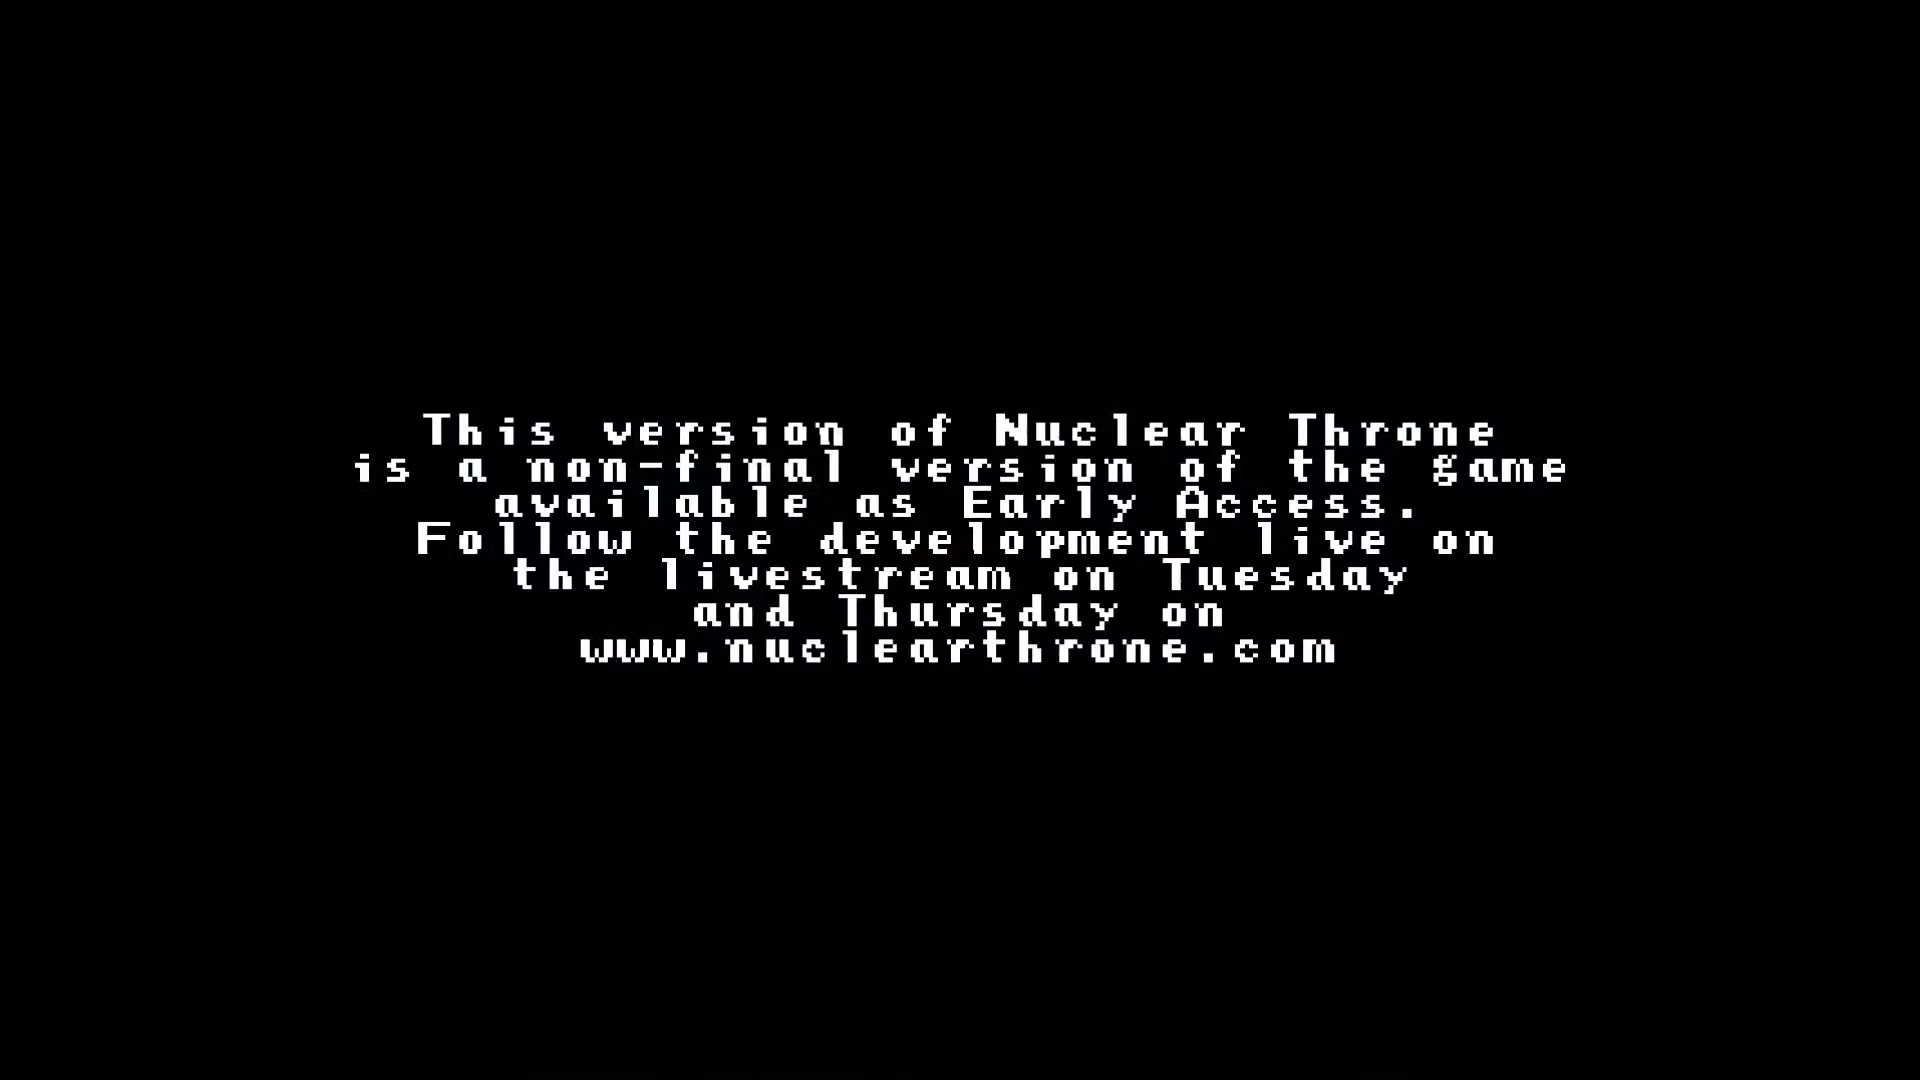 This version of Nuclear Throne
is a non-final version of the game
available as Early Access.
Follow the development live on
the livestream on Tuesday
and Thursday on
www.nuclearthrone.com